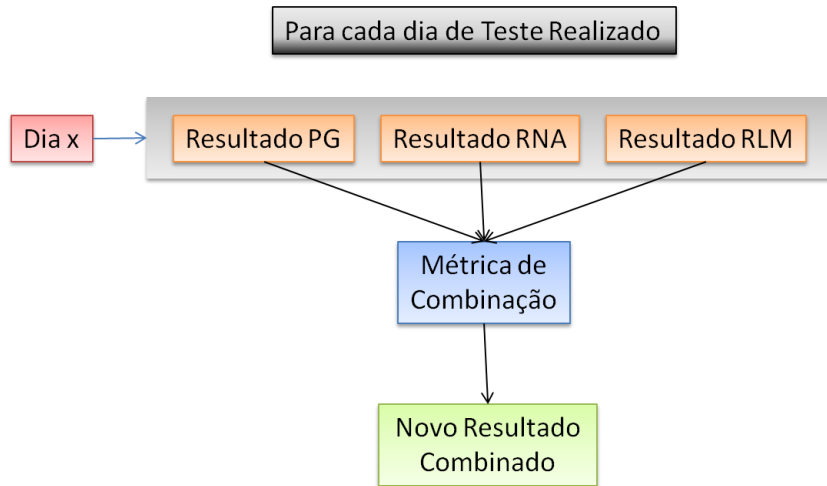 Para cada dia de Teste Realizado
Dia x
Resultado PG
Resultado RNA
Resultado RLM
Métrica de
Combinação
Novo Resultado
Combinado